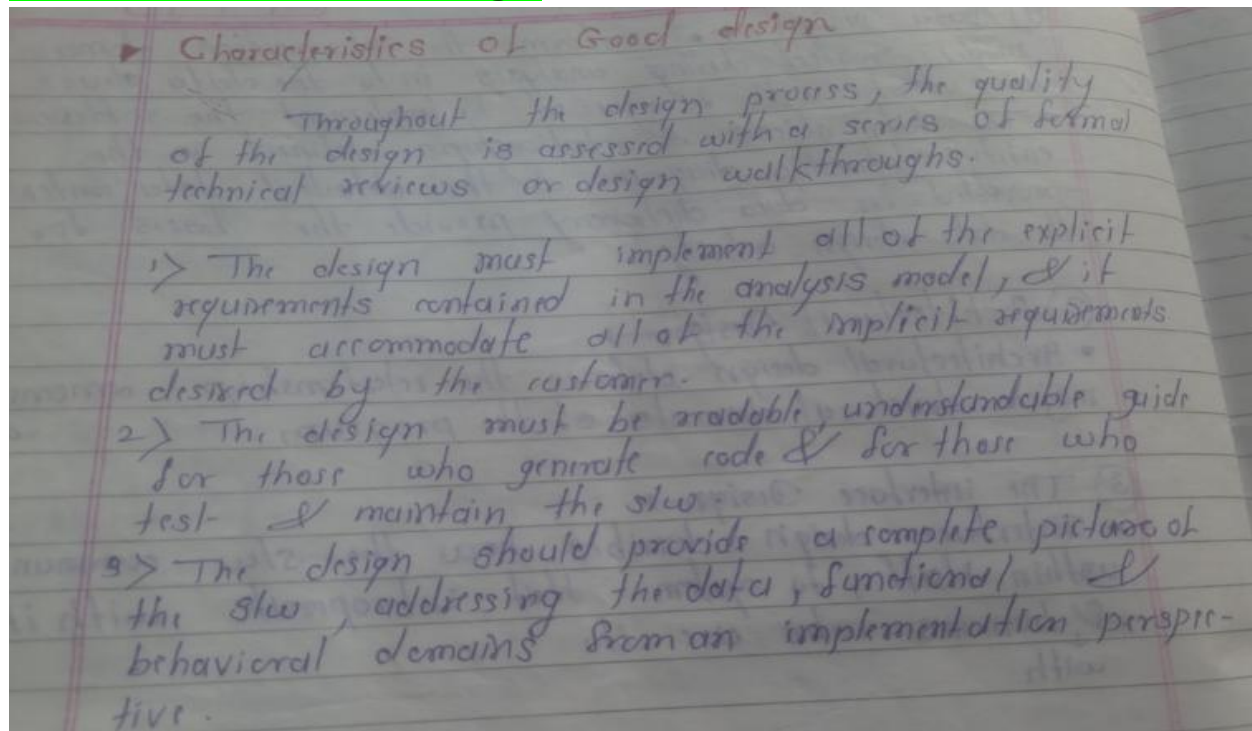 ▸ Characteristics of Good design
Throughout the design process, the quality
of the design is assessed with a series of formal
technical reviews or design walkthroughs.
1> The design must implement all of the explicit
requirements contained in the analysis model, & it
must accommodate all of the implicit requirements
desired by the customer.
2> The design must be readable, understandable guide
for those who generate code & for those who
test & maintain the s/w.
3> The design should provide a complete picture of
the s/w, addressing the data, functional &
behavioral domains from an implementation perspec-
tive.